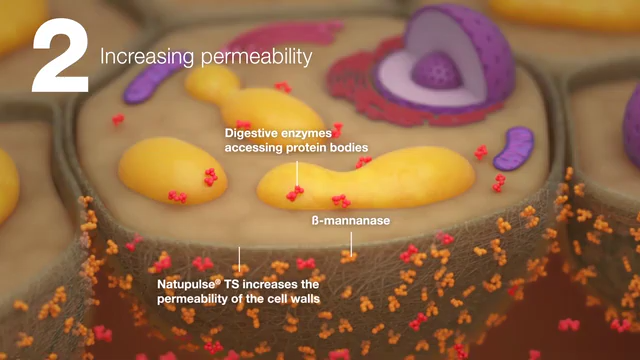 2 Increasing permeability
Digestive enzymes
accessing protein bodies
ß-mannanase
Natupulse® TS increases the
permeability of the cell walls